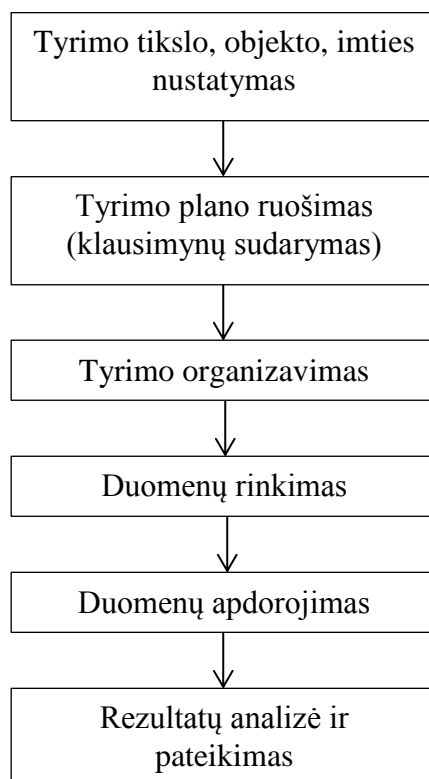 Tyrimo tikslo, objekto, imties
nustatymas
Tyrimo plano ruošimas
(klausimynų sudarymas)
Tyrimo organizavimas
Duomenų rinkimas
Duomenų apdorojimas
Rezultatų analizė ir
pateikimas